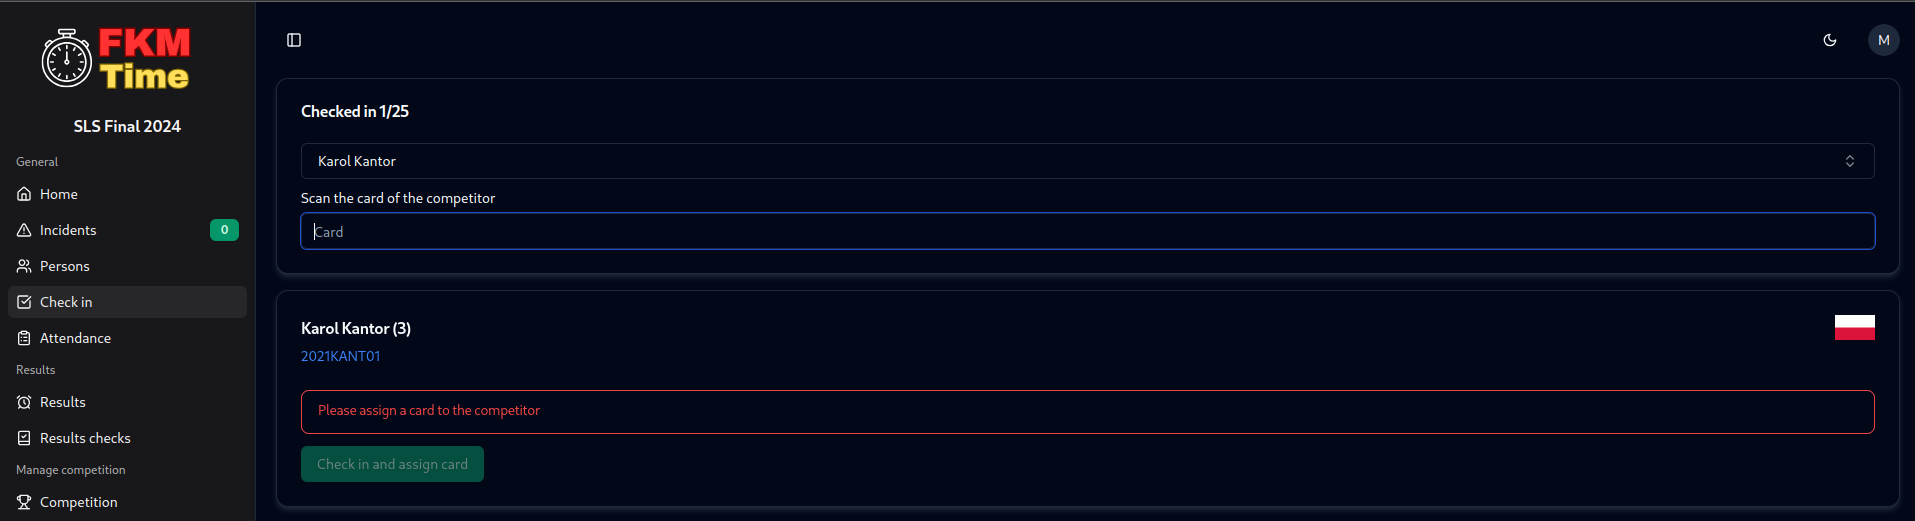 FKM
Time
SLS Final 2024
General
Home
Incidents 0
Persons
Check in
Attendance
Results
Results
Results checks
Manage competition
Competition
M
Checked in 1/25
Karol Kantor
Scan the card of the competitor
Card
Karol Kantor (3)
2021KANT01
Please assign a card to the competitor
Check in and assign card